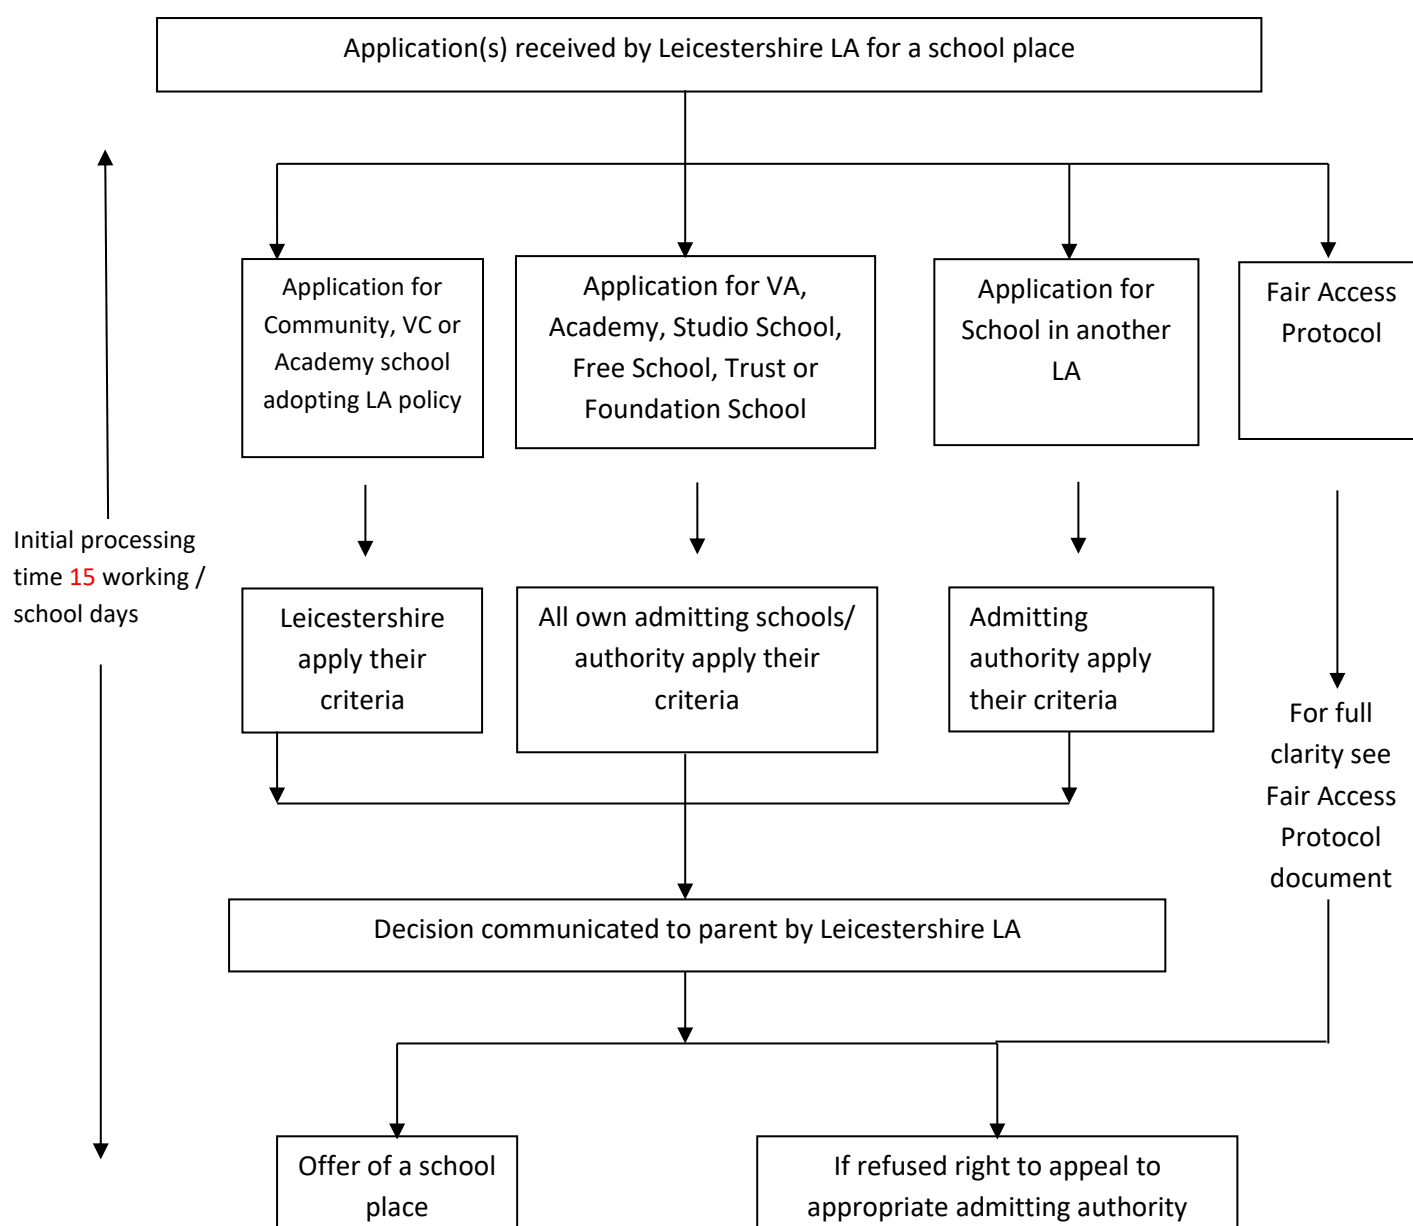 Application(s) received by Leicestershire LA for a school place
Application for
Community, VC or
Academy school
adopting LA policy
Application for VA,
Academy, Studio School,
Free School, Trust or
Foundation School
Application for
School in another
LA
Fair Access
Protocol
Initial processing
time 15 working /
school days
Leicestershire
apply their
criteria
All own admitting schools/
authority apply their
criteria
Admitting
authority apply
their criteria
For full
clarity see
Fair Access
Protocol
document
Decision communicated to parent by Leicestershire LA
Offer of a school
place
If refused right to appeal to
appropriate admitting authority